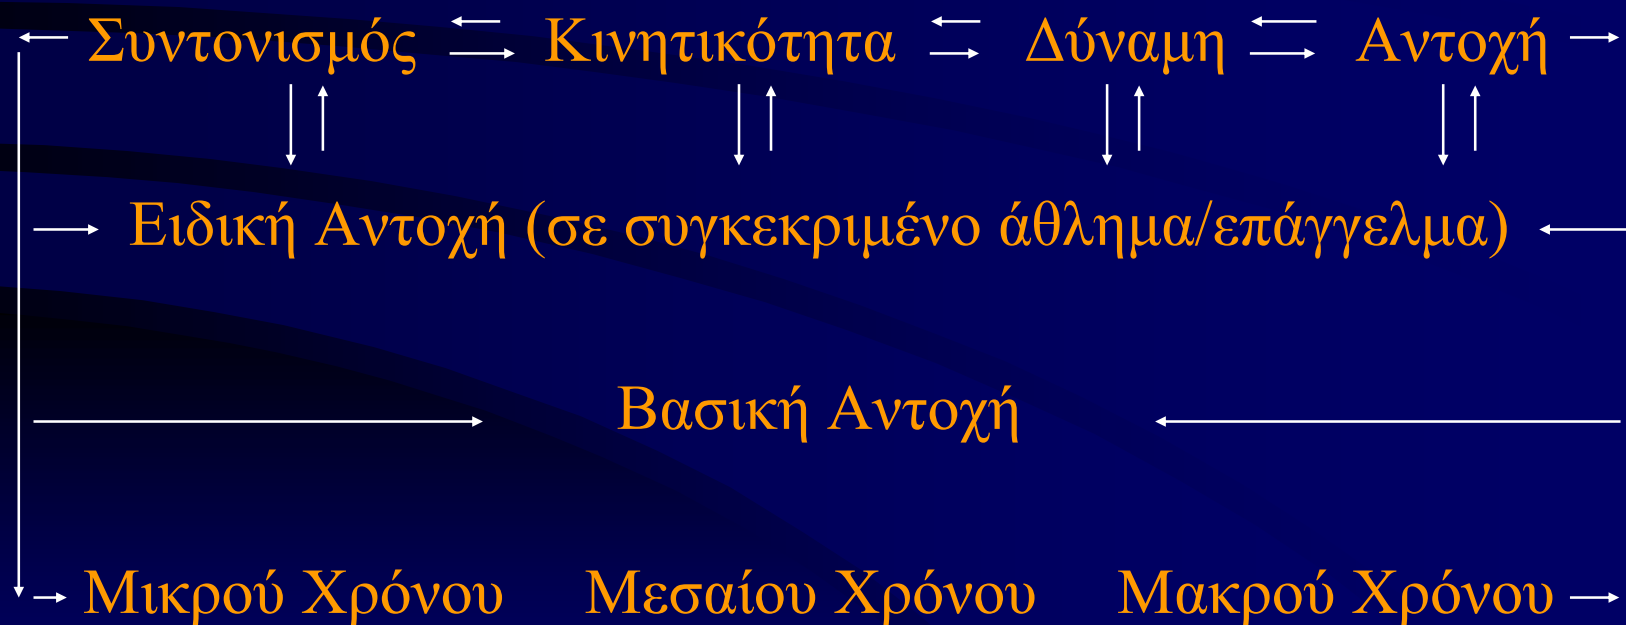 Συντονισμός Κινητικότητα Δύναμη Αντοχή
Ειδική Αντοχή (σε συγκεκριμένο άθλημα/επάγγελμα)
Βασική Αντοχή
Μικρού Χρόνου Μεσαίου Χρόνου Μακρού Χρόνου